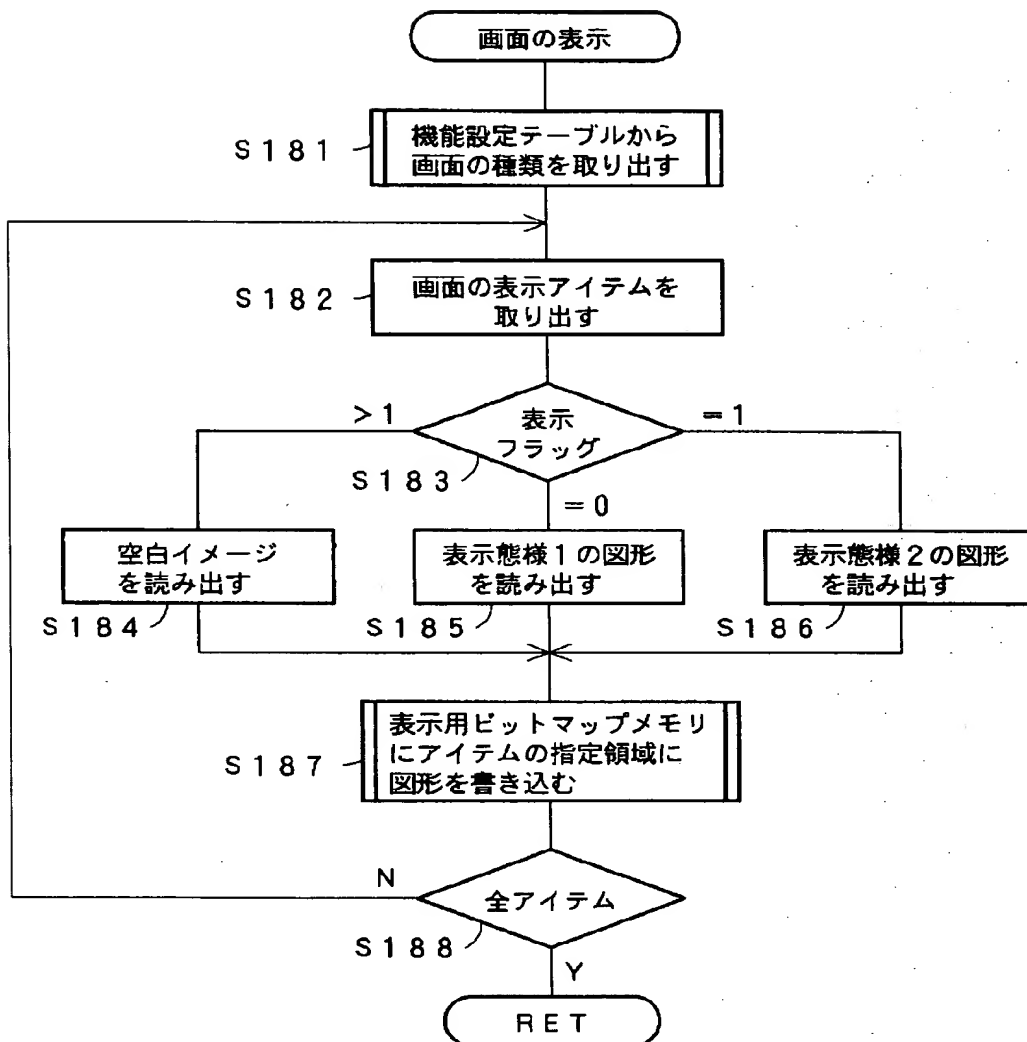 画面の表示
S181
機能設定テーブルから
画面の種類を取り出す
S182
画面の表示アイテムを
取り出す
>1
表示
フラッグ
=1
S183
=0
空白イメージ
を読み出す
表示態様1の図形
を読み出す
表示態様2の図形
を読み出す
S184
S185
S186
S187
表示用ビットマップメモリ
にアイテムの指定領域に
図形を書き込む
N
全アイテム
S188
Y
RET